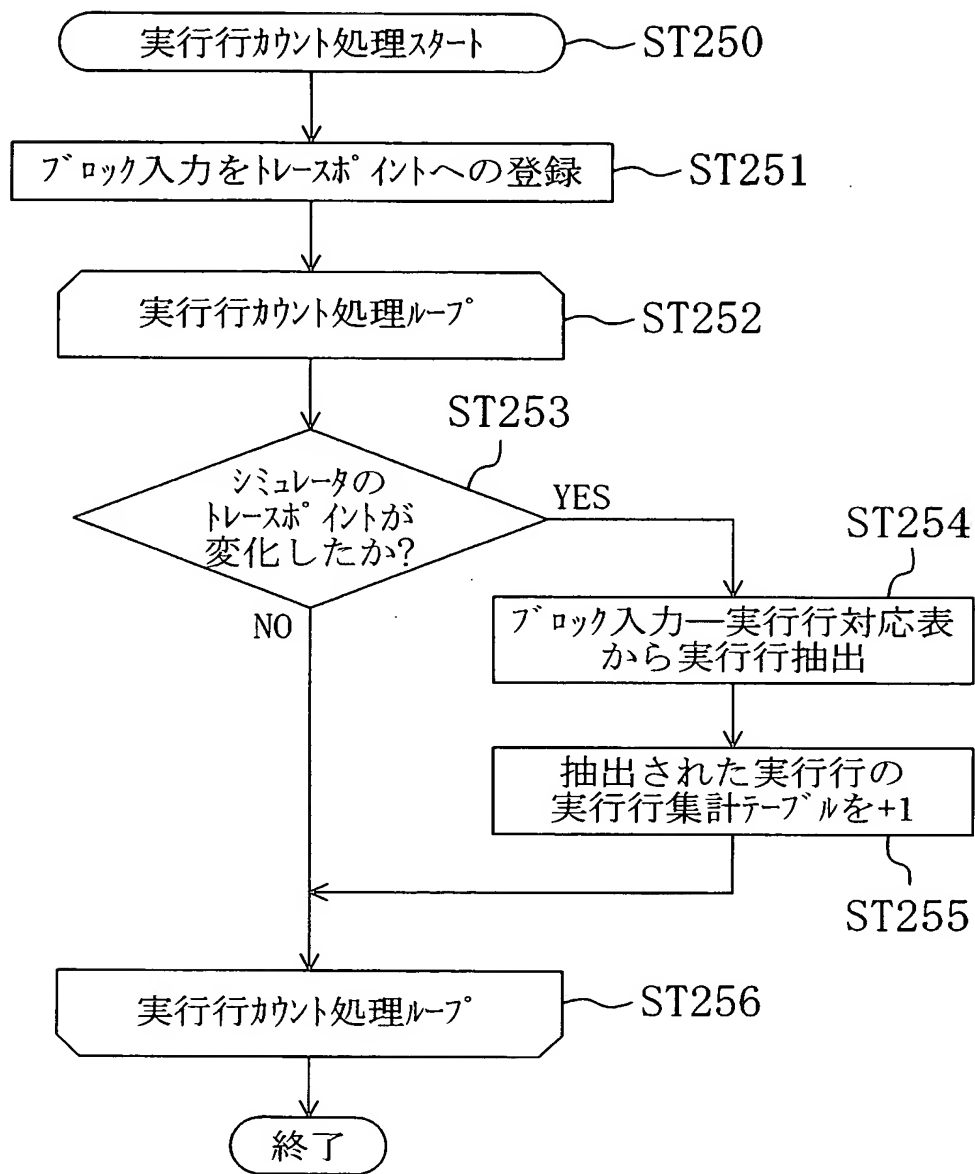 実行行カウント処理スタート
ST250
ブロック入力をトレースポイントへの登録
ST251
実行行カウント処理ループ
ST252
ST253
シミュレータの
トレースポイントが
変化したか?
YES
NO
ST254
ブロック入力―実行行対応表
から実行行抽出
抽出された実行行の
実行行集計テーブルを+1
ST255
実行行カウント処理ループ
ST256
終了